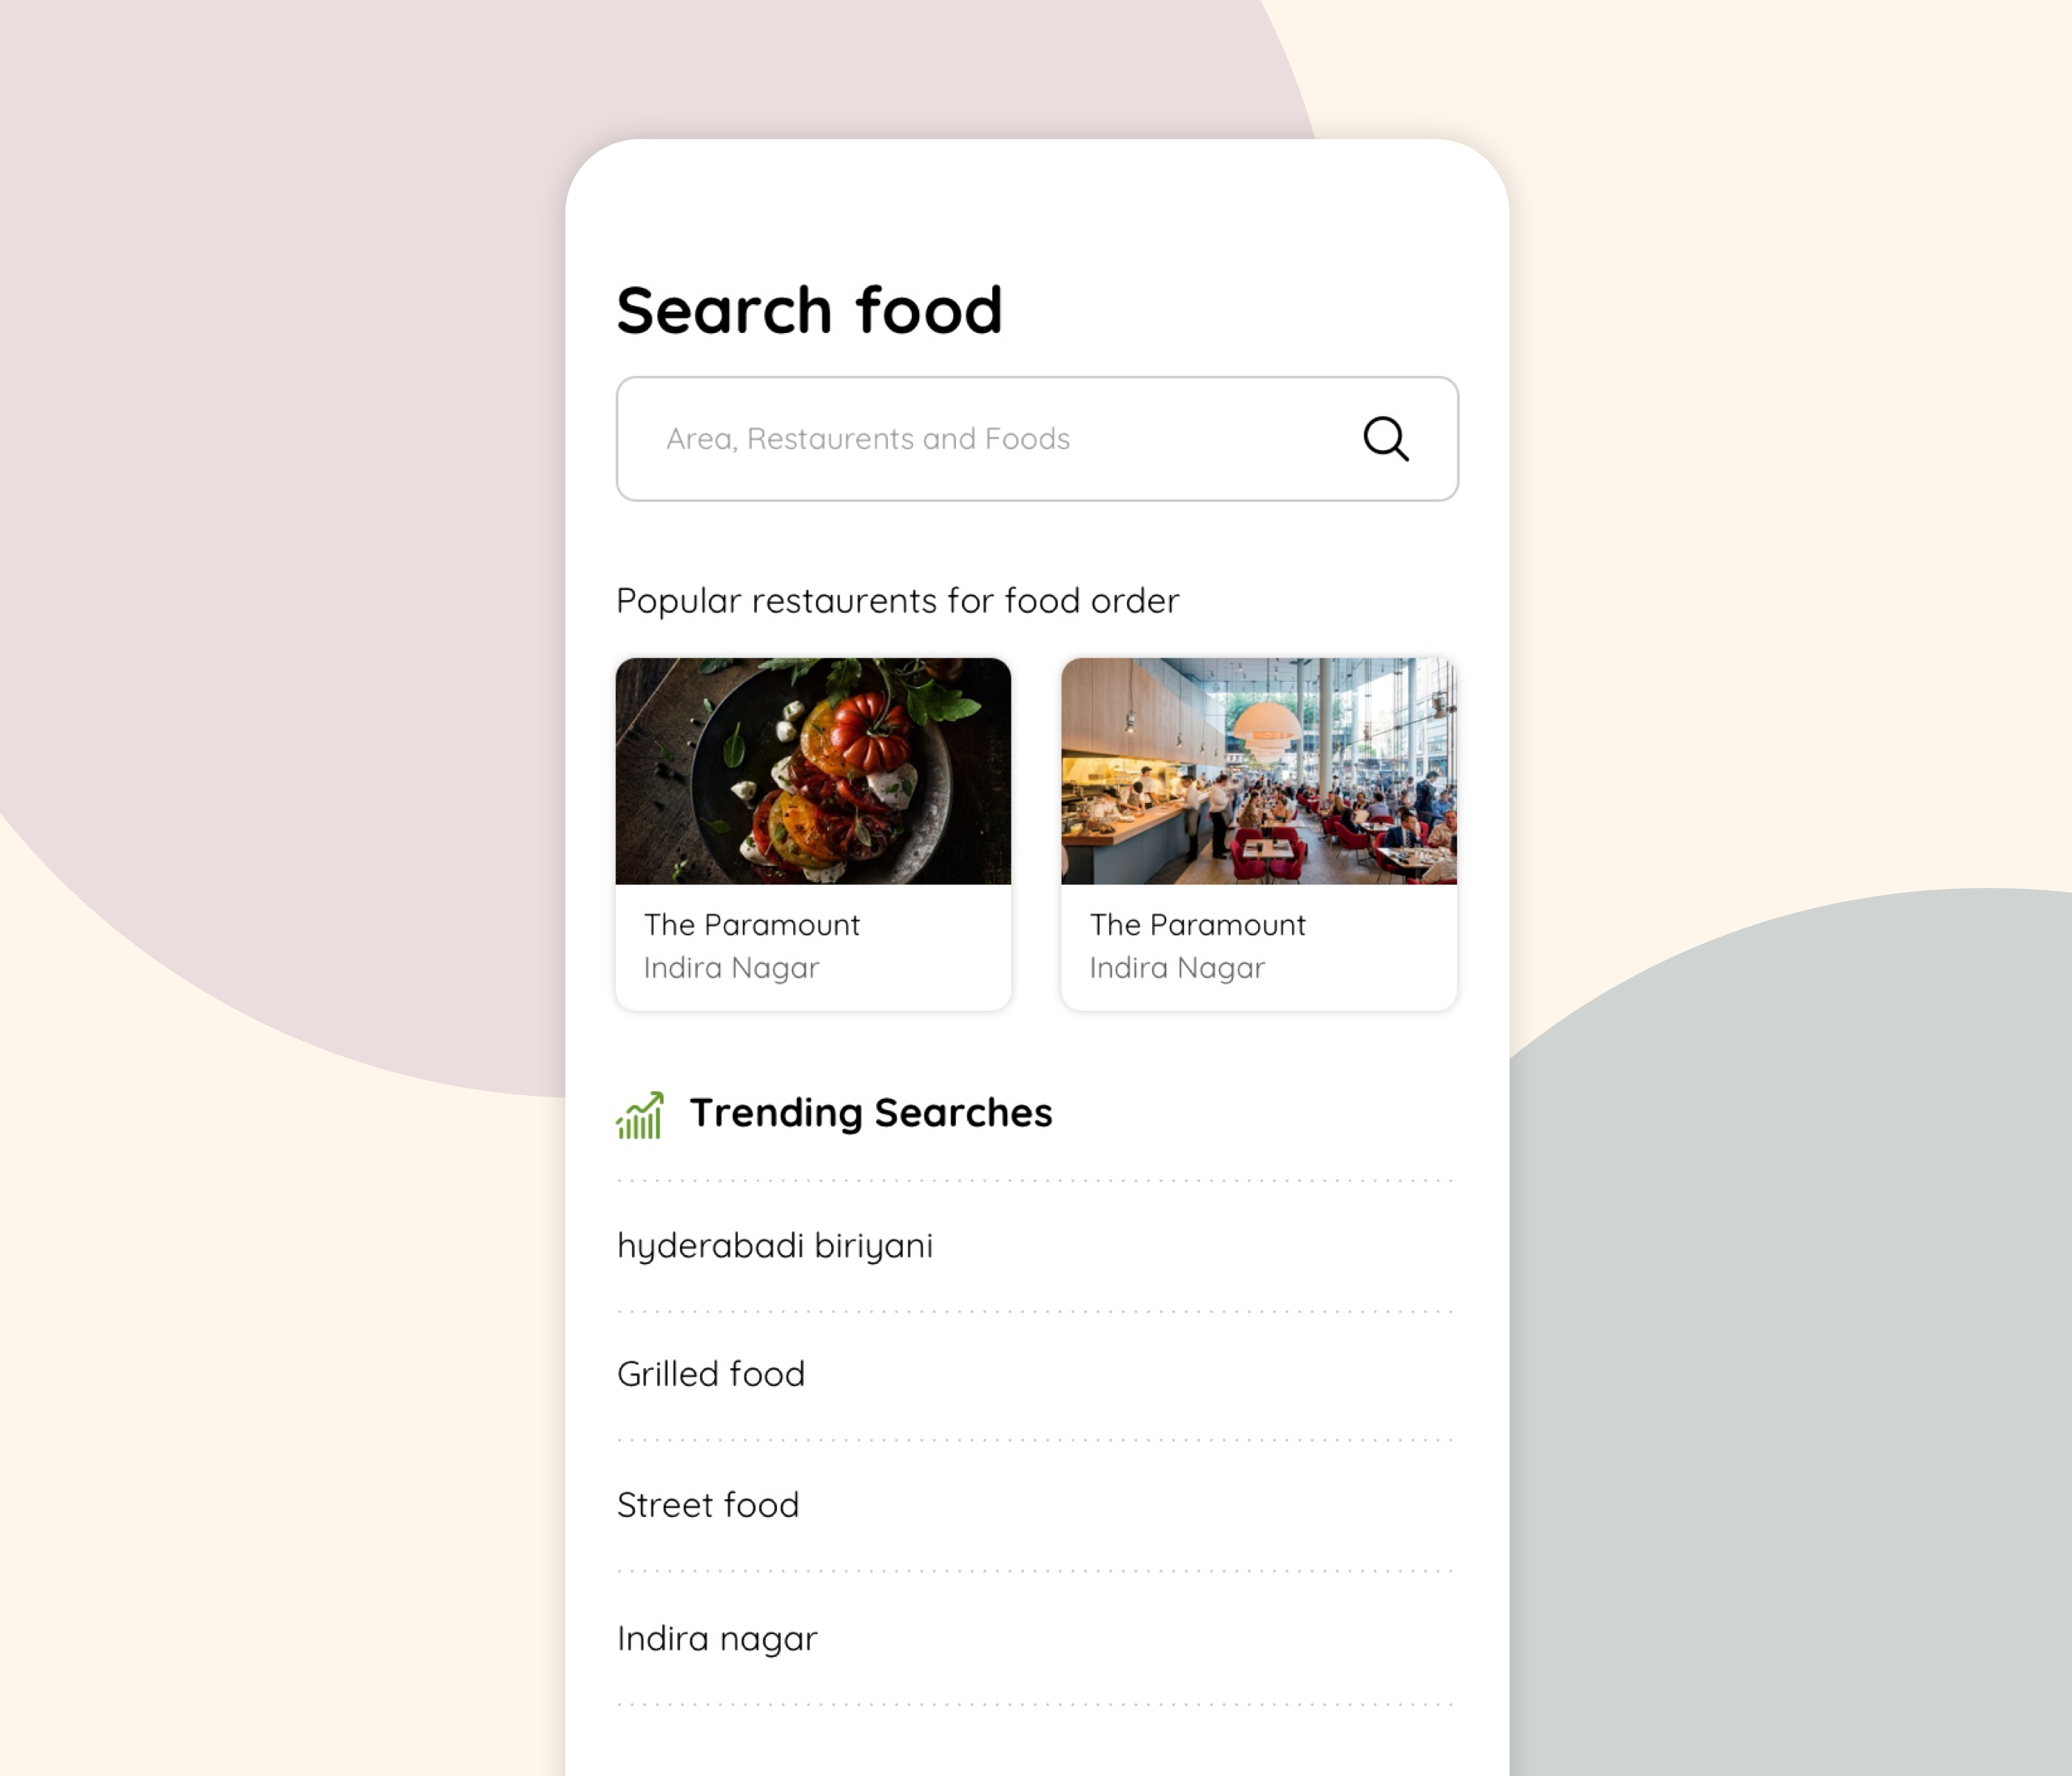 Search food
Area, Restaurents and Foods
Popular restaurents for food order
The Paramount
Indira Nagar
The Paramount
Indira Nagar
Trending Searches
hyderabadi biriyani
Grilled food
Street food
Indira nagar